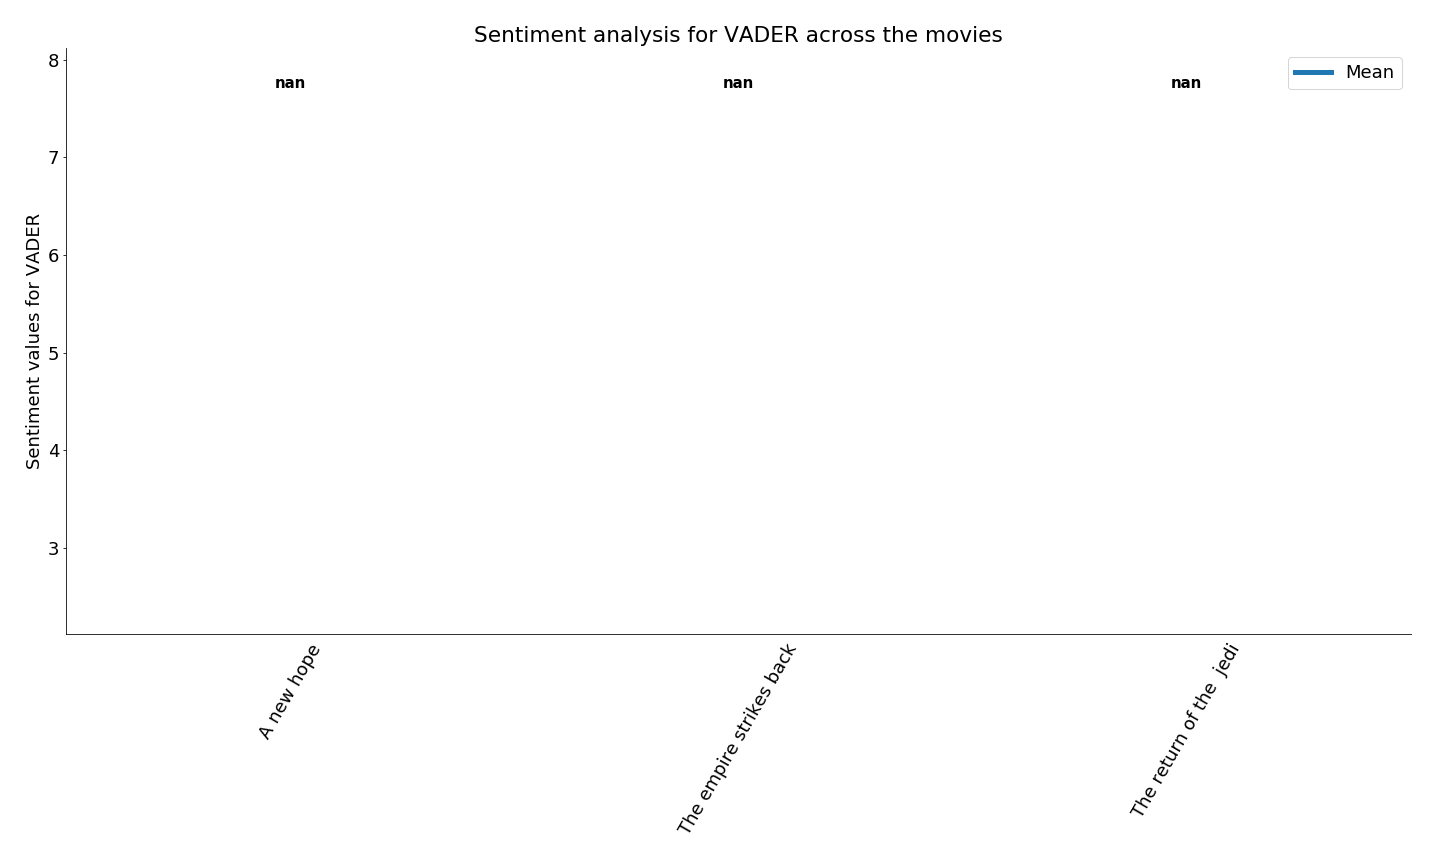 Sentiment analysis for VADER across the movies
8
7
6
5
4
3
Sentiment values for VADER
nan
nan
nan
Mean
A new hope
The empire strikes back
The return of the  jedi